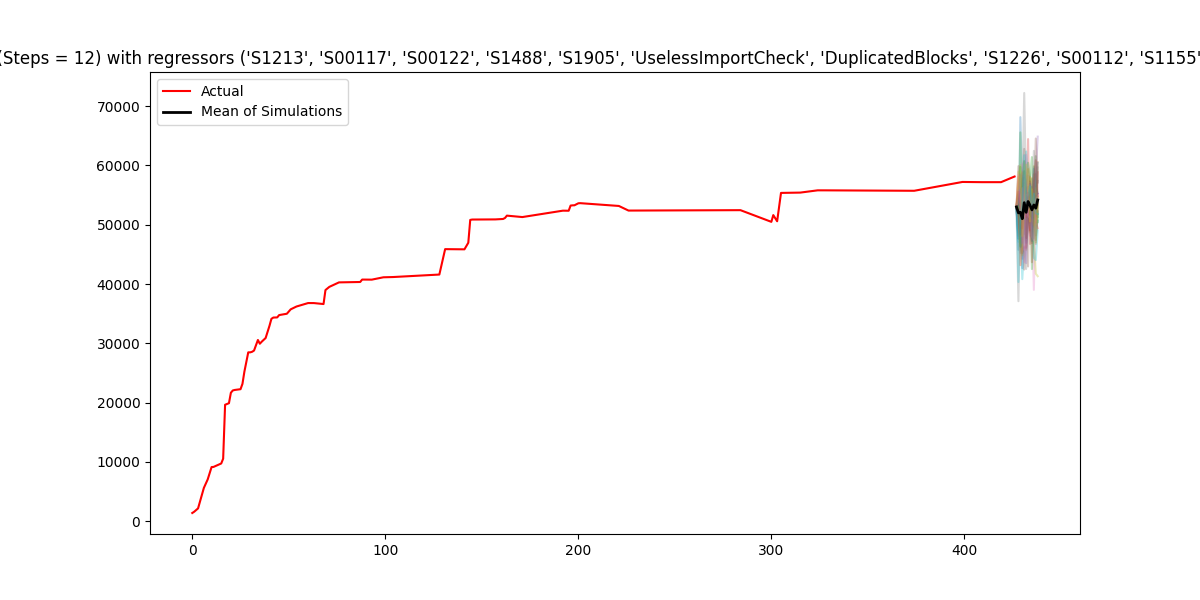 (Steps = 12) with regressors ('S1213', 'S00117', 'S00122', 'S1488', 'S1905', 'UselessImportCheck', 'DuplicatedBlocks', 'S1226', 'S00112', 'S1155'
Actual
Mean of Simulations
70000
60000
50000
40000
30000
20000
10000
0
0 100 200 300 400